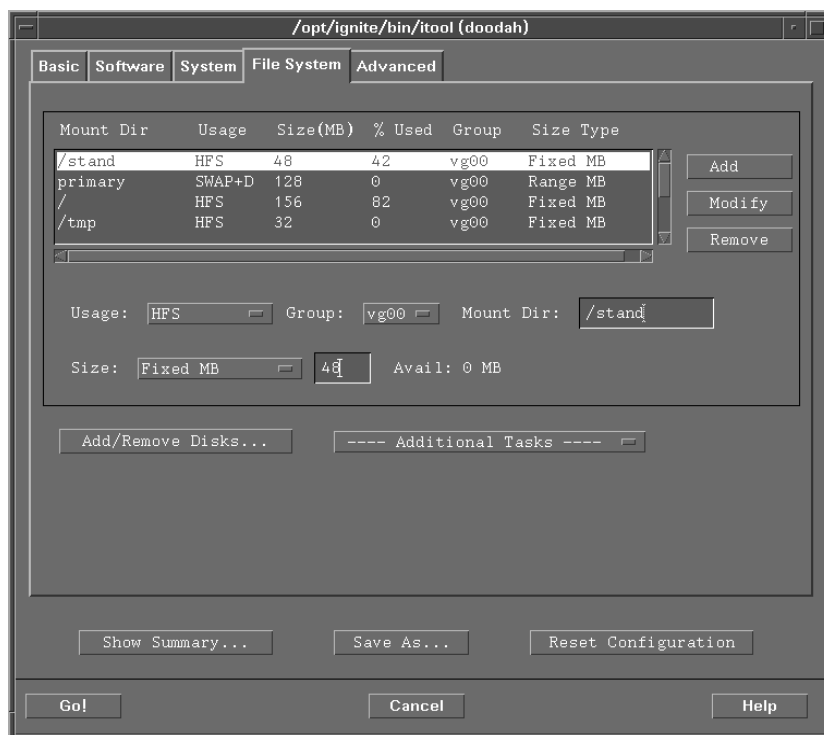 /opt/ignite/bin/itool (doodah)
Basic Software System File System Advanced
Mount Dir Usage Size(MB) % Used Group Size Type
/stand HFS 48 42 vg00 Fixed MB
primary SWAP+D 128 0 vg00 Range MB
/ HFS 156 82 vg00 Fixed MB
/tmp HFS 32 0 vg00 Fixed MB
Add
Modify
Remove
Usage: HFS Group: vg00 Mount Dir: /stand
Size: Fixed MB 48 Avail: 0 MB
Add/Remove Disks... ---- Additional Tasks ----
Show Summary... Save As... Reset Configuration
Go! Cancel Help